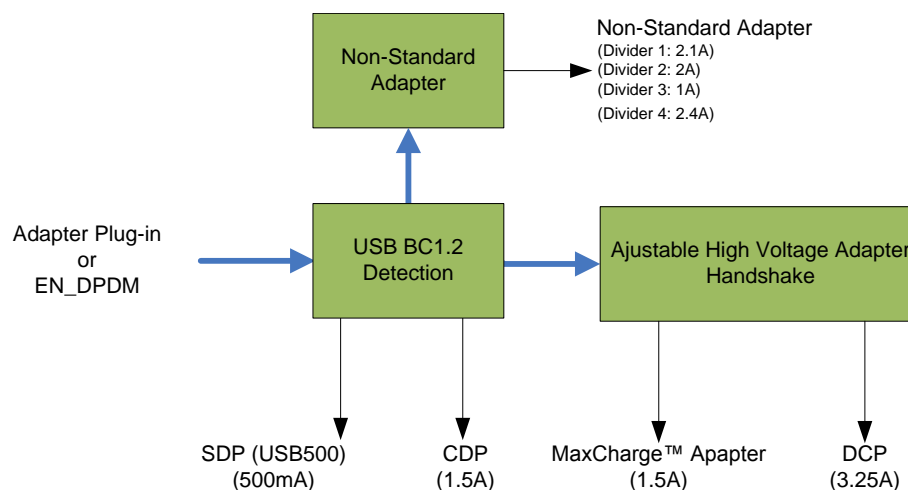 Non-Standard
Adapter
Non-Standard Adapter
(Divider 1: 2.1A)
(Divider 2: 2A)
(Divider 3: 1A)
(Divider 4: 2.4A)
Adapter Plug-in
or
EN_DPDM
USB BC1.2
Detection
Ajustable High Voltage Adapter
Handshake
SDP (USB500)
(500mA)
CDP
(1.5A)
MaxCharge™ Apapter
(1.5A)
DCP
(3.25A)